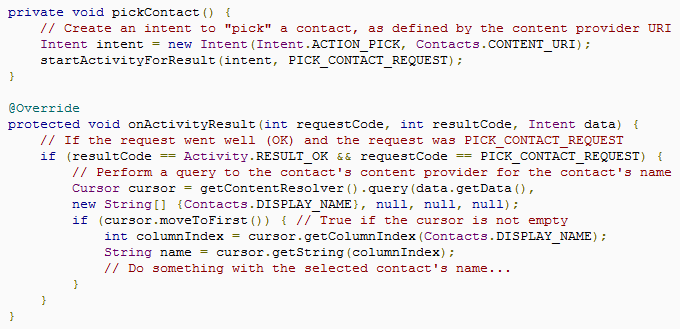 private void pickContact() {
    // Create an intent to "pick" a contact, as defined by the content provider URI
    Intent intent = new Intent(Intent.ACTION_PICK, Contacts.CONTENT_URI);
    startActivityForResult(intent, PICK_CONTACT_REQUEST);
}

@Override
protected void onActivityResult(int requestCode, int resultCode, Intent data) {
    // If the request went well (OK) and the request was PICK_CONTACT_REQUEST
    if (resultCode == Activity.RESULT_OK && requestCode == PICK_CONTACT_REQUEST) {
        // Perform a query to the contact's content provider for the contact's name
        Cursor cursor = getContentResolver().query(data.getData(),
        new String[] {Contacts.DISPLAY_NAME}, null, null, null);
        if (cursor.moveToFirst()) { // True if the cursor is not empty
            int columnIndex = cursor.getColumnIndex(Contacts.DISPLAY_NAME);
            String name = cursor.getString(columnIndex);
            // Do something with the selected contact's name...
        }
    }
}